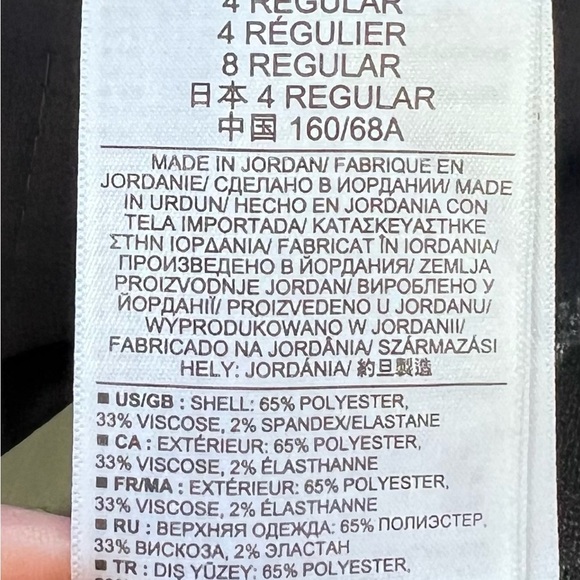 4 REGULAR
4 RÉGULIER
8 REGULAR
日本 4 REGULAR
中国 160/68A
MADE IN JORDAN/ FABRIQUE EN
JORDANIE/ СДЕЛАНО В ИОРДАНИИ/ MADE
IN URDUN/ HECHO EN JORDANIA CON
TELA IMPORTADA/ ΚΑΤΑΣΚΕΥΑΣΤΗΚΕ
ΣΤΗΝ ΙΟΡΔΑΝΙΑ/ FABRICAT ÎN IORDANIA/
ПРОИЗВЕДЕНО В ЙОРДАНИЯ/ ZEMLJA
PROIZVODNJE JORDAN/ ВИРОБЛЕНО У
ЙОРДАНІЇ/ PROIZVEDENO U JORDANU/
WYPRODUKOWANO W JORDANII/
FABRICADO NA JORDÂNIA/ SZÁRMAZÁSI
HELY: JORDÁNIA/ 約旦製造
■ US/GB : SHELL: 65% POLYESTER,
33% VISCOSE, 2% SPANDEX/ELASTANE
■ CA : EXTÉRIEUR: 65% POLYESTER,
33% VISCOSE, 2% ÉLASTHANNE
■ FR/MA : EXTÉRIEUR: 65% POLYESTER,
33% VISCOSE, 2% ÉLASTHANNE
■ RU : ВЕРХНЯЯ ОДЕЖДА: 65% ПОЛИЭСТЕР,
33% ВИСКОЗА, 2% ЭЛАСТАН
■ TR : DIŞ YÜZEY: 65% POLYESTER,